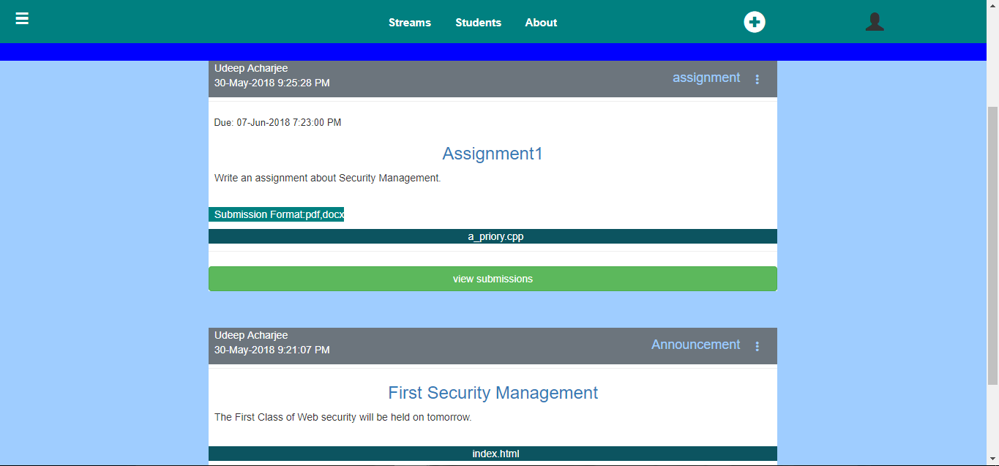 Streams Students About
Udeep Acharjee
30-May-2018 9:25:28 PM
assignment
Due: 07-Jun-2018 7:23:00 PM
Assignment1
Write an assignment about Security Management.
Submission Format:pdf,docx
a_priory.cpp
view submissions
Udeep Acharjee
30-May-2018 9:21:07 PM
Announcement
First Security Management
The First Class of Web security will be held on tomorrow.
index.html